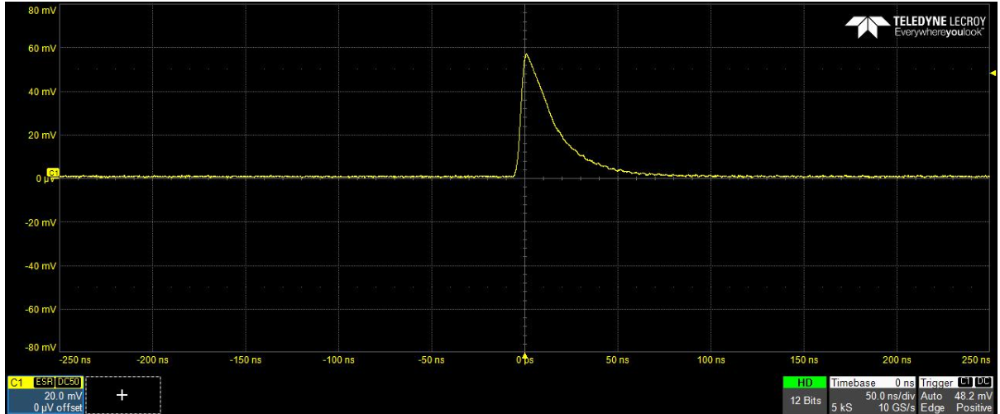 80 mV
TELEDYNE LECROY
Everywhereyoulook™
60 mV
40 mV
20 mV
C1
0 µV
-20 mV
-40 mV
-60 mV
-80 mV
-250 ns -200 ns -150 ns -100 ns -50 ns 0 ns 50 ns 100 ns 150 ns 200 ns 250 ns
C1 ESR DC50
20.0 mV
0 µV offset
+
HD
12 Bits
Timebase 0 ns
50.0 ns/div
5 kS 10 GS/s
Trigger C1 DC
Auto 48.2 mV
Edge Positive